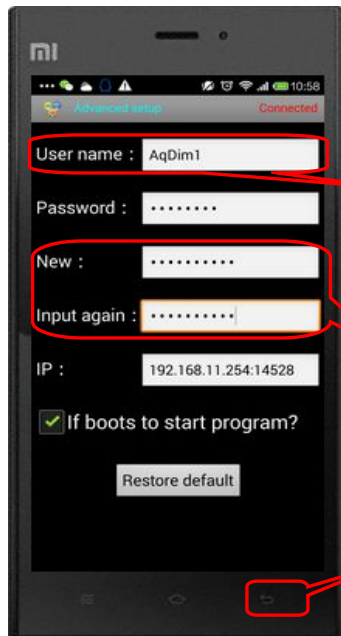 mi
10:58
Advanced setup Connected
User name : AqDim1
Password : ········
New : ··········
Input again : ··········
IP : 192.168.11.254:14528
If boots to start program?
Restore default